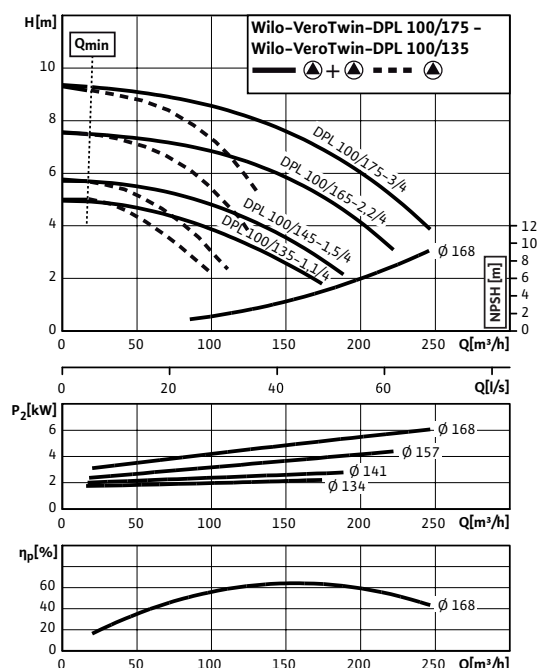 H[m]
Wilo-VeroTwin-DPL 100/175 –
Wilo-VeroTwin-DPL 100/135
+
Qmin
10
8
6
4
2
0
DPL 100/175-3/4
DPL 100/165-2,2/4
DPL 100/145-1,5/4
DPL 100/135-1,1/4
Ø 168
12
10
8
6
4
2
0
NPSH [m]
0 50 100 150 200 250 Q[m³/h]
0 20 40 60 Q[l/s]
P₂[kW]
6
4
2
0
Ø 168
Ø 157
Ø 141
Ø 134
0 50 100 150 200 250 Q[m³/h]
ηp[%]
60
40
20
0
Ø 168
0 50 100 150 200 250 Q[m³/h]